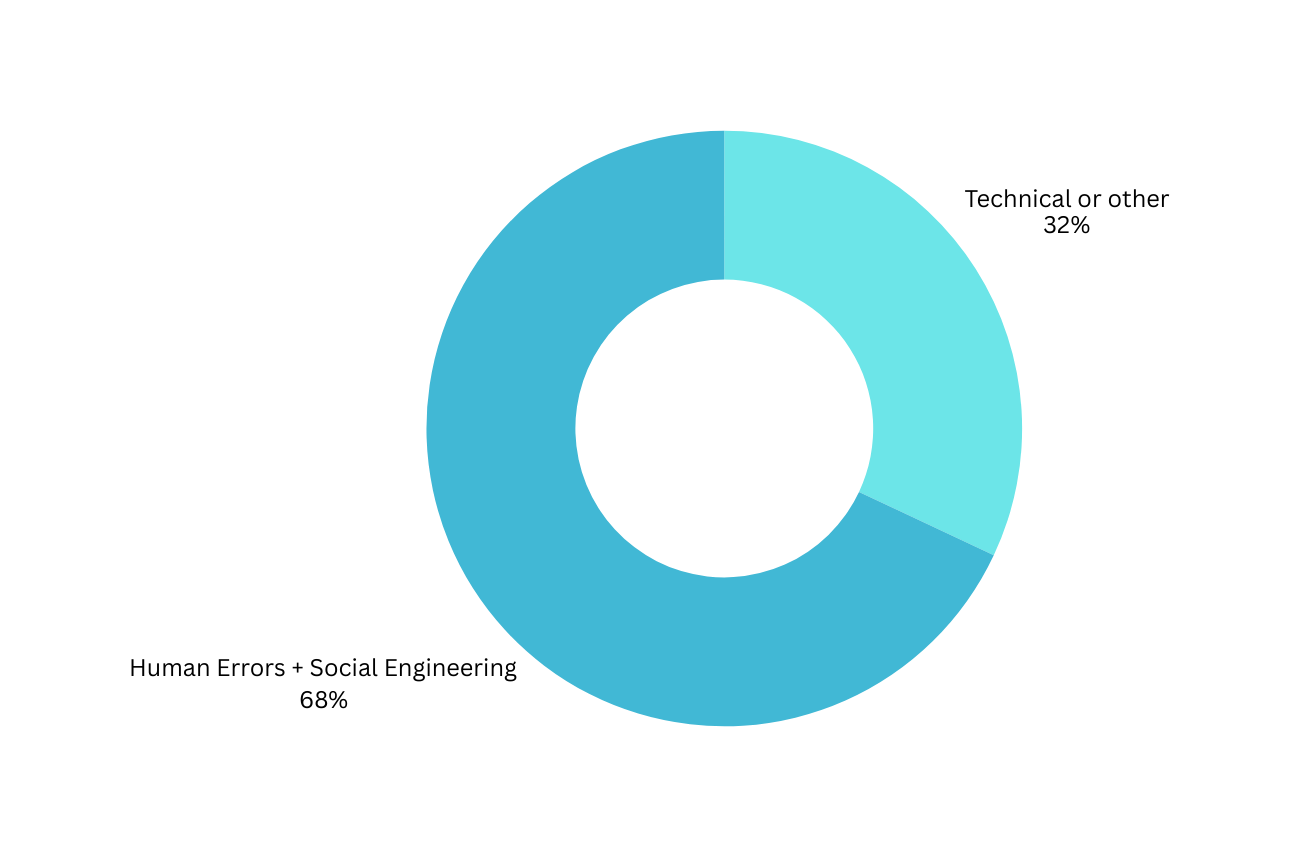 Technical or other
32%
Human Errors + Social Engineering
68%